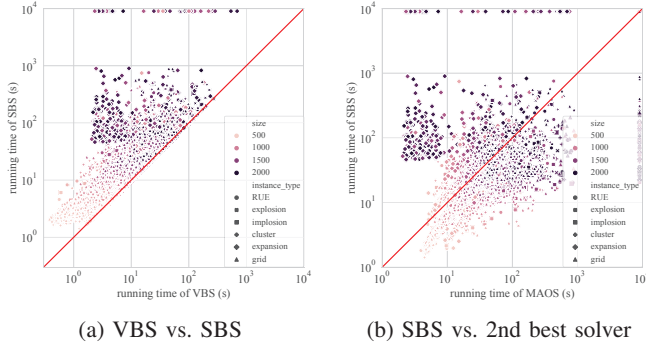 10^4
10^3
10^2
10^1
10^0
running time of SBS (s)
size
500
1000
1500
2000
instance_type
RUE
explosion
implosion
cluster
expansion
grid
10^0 10^1 10^2 10^3 10^4
running time of VBS (s)
(a) VBS vs. SBS
10^4
10^3
10^2
10^1
10^0
running time of SBS (s)
size
500
1000
1500
2000
instance_type
RUE
explosion
implosion
cluster
expansion
grid
10^0 10^1 10^2 10^3 10^4
running time of MAOS (s)
(b) SBS vs. 2nd best solver